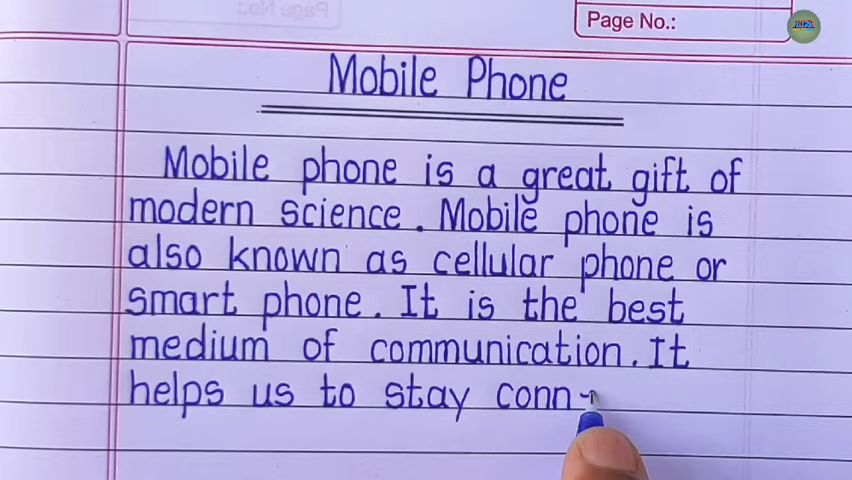 Page No.:
Mobile Phone
Mobile phone is a great gift of
modern science. Mobile phone is
also known as cellular phone or
smart phone. It is the best
medium of communication. It
helps us to stay conn-